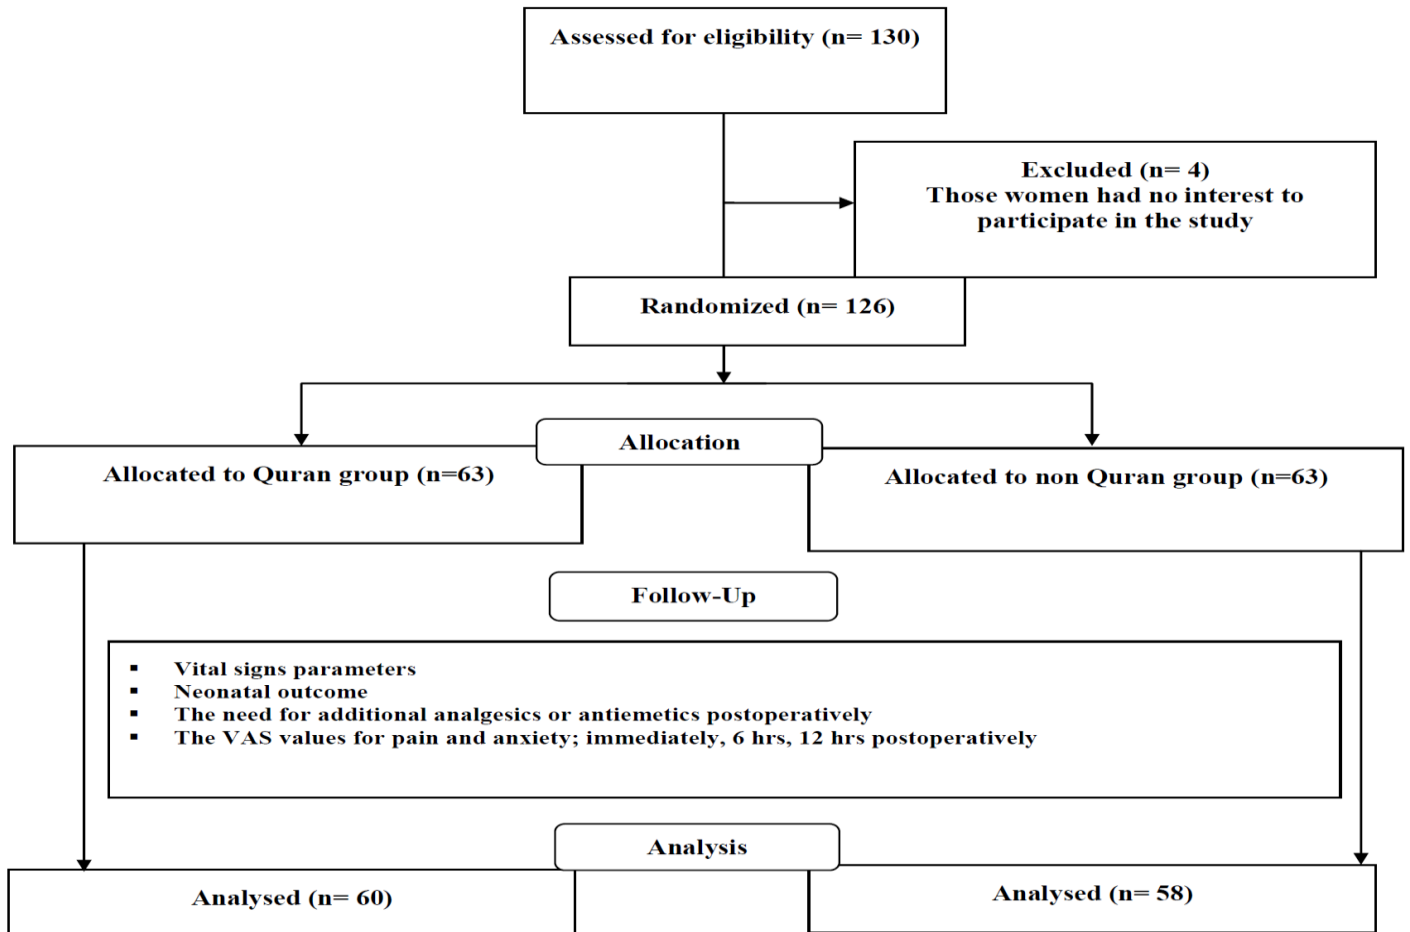 Assessed for eligibility (n= 130)
Excluded (n= 4)
Those women had no interest to
participate in the study
Randomized (n= 126)
Allocation
Allocated to Quran group (n=63)
Allocated to non Quran group (n=63)
Follow-Up
▪ Vital signs parameters
▪ Neonatal outcome
▪ The need for additional analgesics or antiemetics postoperatively
▪ The VAS values for pain and anxiety; immediately, 6 hrs, 12 hrs postoperatively
Analysis
Analysed (n= 60)
Analysed (n= 58)